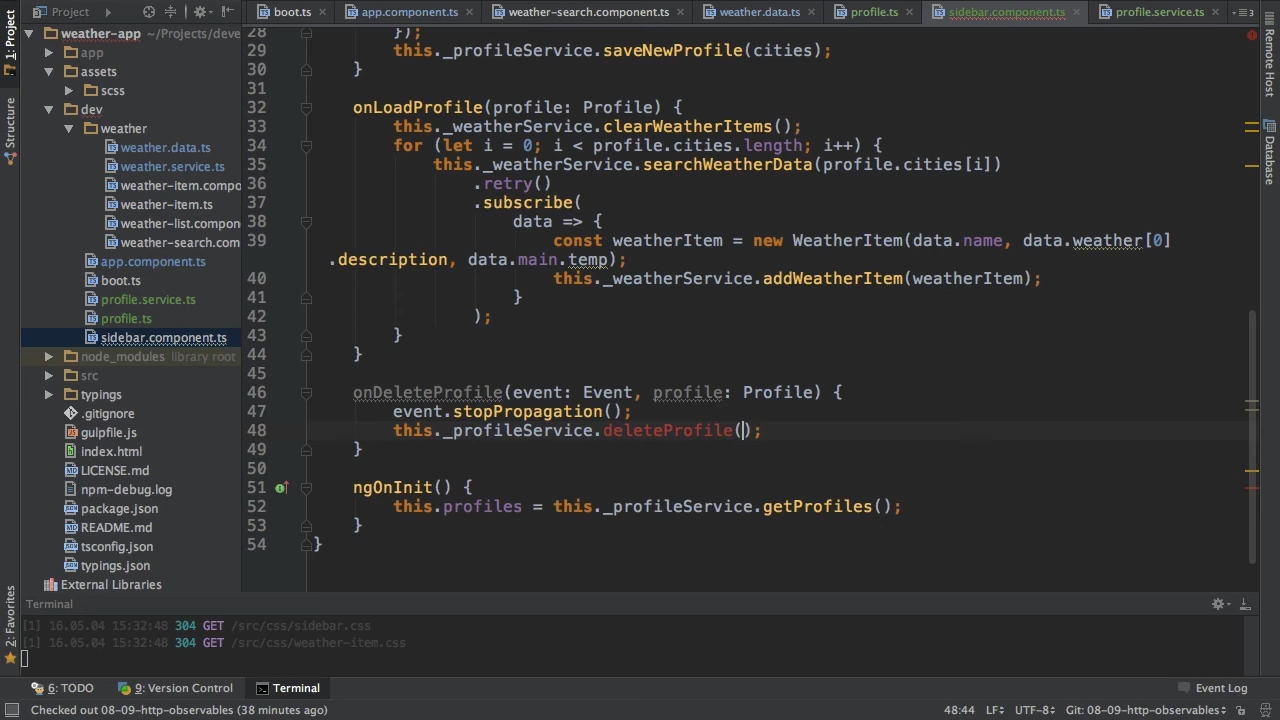 Project
boot.ts
app.component.ts
weather-search.component.ts
weather.data.ts
profile.ts
sidebar.component.ts
profile.service.ts
3
1: Project
Structure
2: Favorites
Remote Host
Database
weather-app ~/Projects/deve
app
assets
scss
dev
weather
weather.data.ts
weather.service.ts
weather-item.compo
weather-item.ts
weather-list.compon
weather-search.com
app.component.ts
boot.ts
profile.service.ts
profile.ts
sidebar.component.ts
node_modules library root
src
typings
.gitignore
gulpfile.js
index.html
LICENSE.md
npm-debug.log
package.json
README.md
tsconfig.json
typings.json
External Libraries
28 });
29 this._profileService.saveNewProfile(cities);
30 }
31
32 onLoadProfile(profile: Profile) {
33 this._weatherService.clearWeatherItems();
34 for (let i = 0; i < profile.cities.length; i++) {
35 this._weatherService.searchWeatherData(profile.cities[i])
36 .retry()
37 .subscribe(
38 data => {
39 const weatherItem = new WeatherItem(data.name, data.weather[0]
.description, data.main.temp);
40 this._weatherService.addWeatherItem(weatherItem);
41 }
42 );
43 }
44 }
45
46 onDeleteProfile(event: Event, profile: Profile) {
47 event.stopPropagation();
48 this._profileService.deleteProfile();
49 }
50
51 ngOnInit() {
52 this.profiles = this._profileService.getProfiles();
53 }
54 }
Terminal
[1] 16.05.04 15:32:48 304 GET /src/css/sidebar.css
[1] 16.05.04 15:32:48 304 GET /src/css/weather-item.css
6: TODO
9: Version Control
Terminal
Event Log
Checked out 08-09-http-observables (38 minutes ago)
48:44
LF
UTF-8
Git: 08-09-http-observables